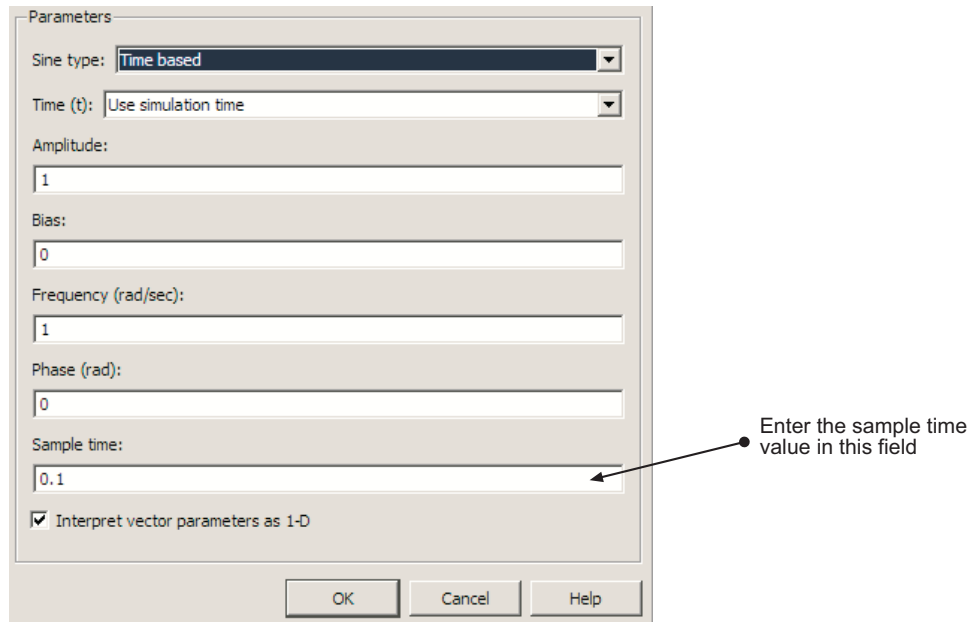 Parameters
Sine type: Time based
Time (t): Use simulation time
Amplitude:
1
Bias:
0
Frequency (rad/sec):
1
Phase (rad):
0
Sample time:
0.1
Interpret vector parameters as 1-D
OK Cancel Help
Enter the sample time
value in this field